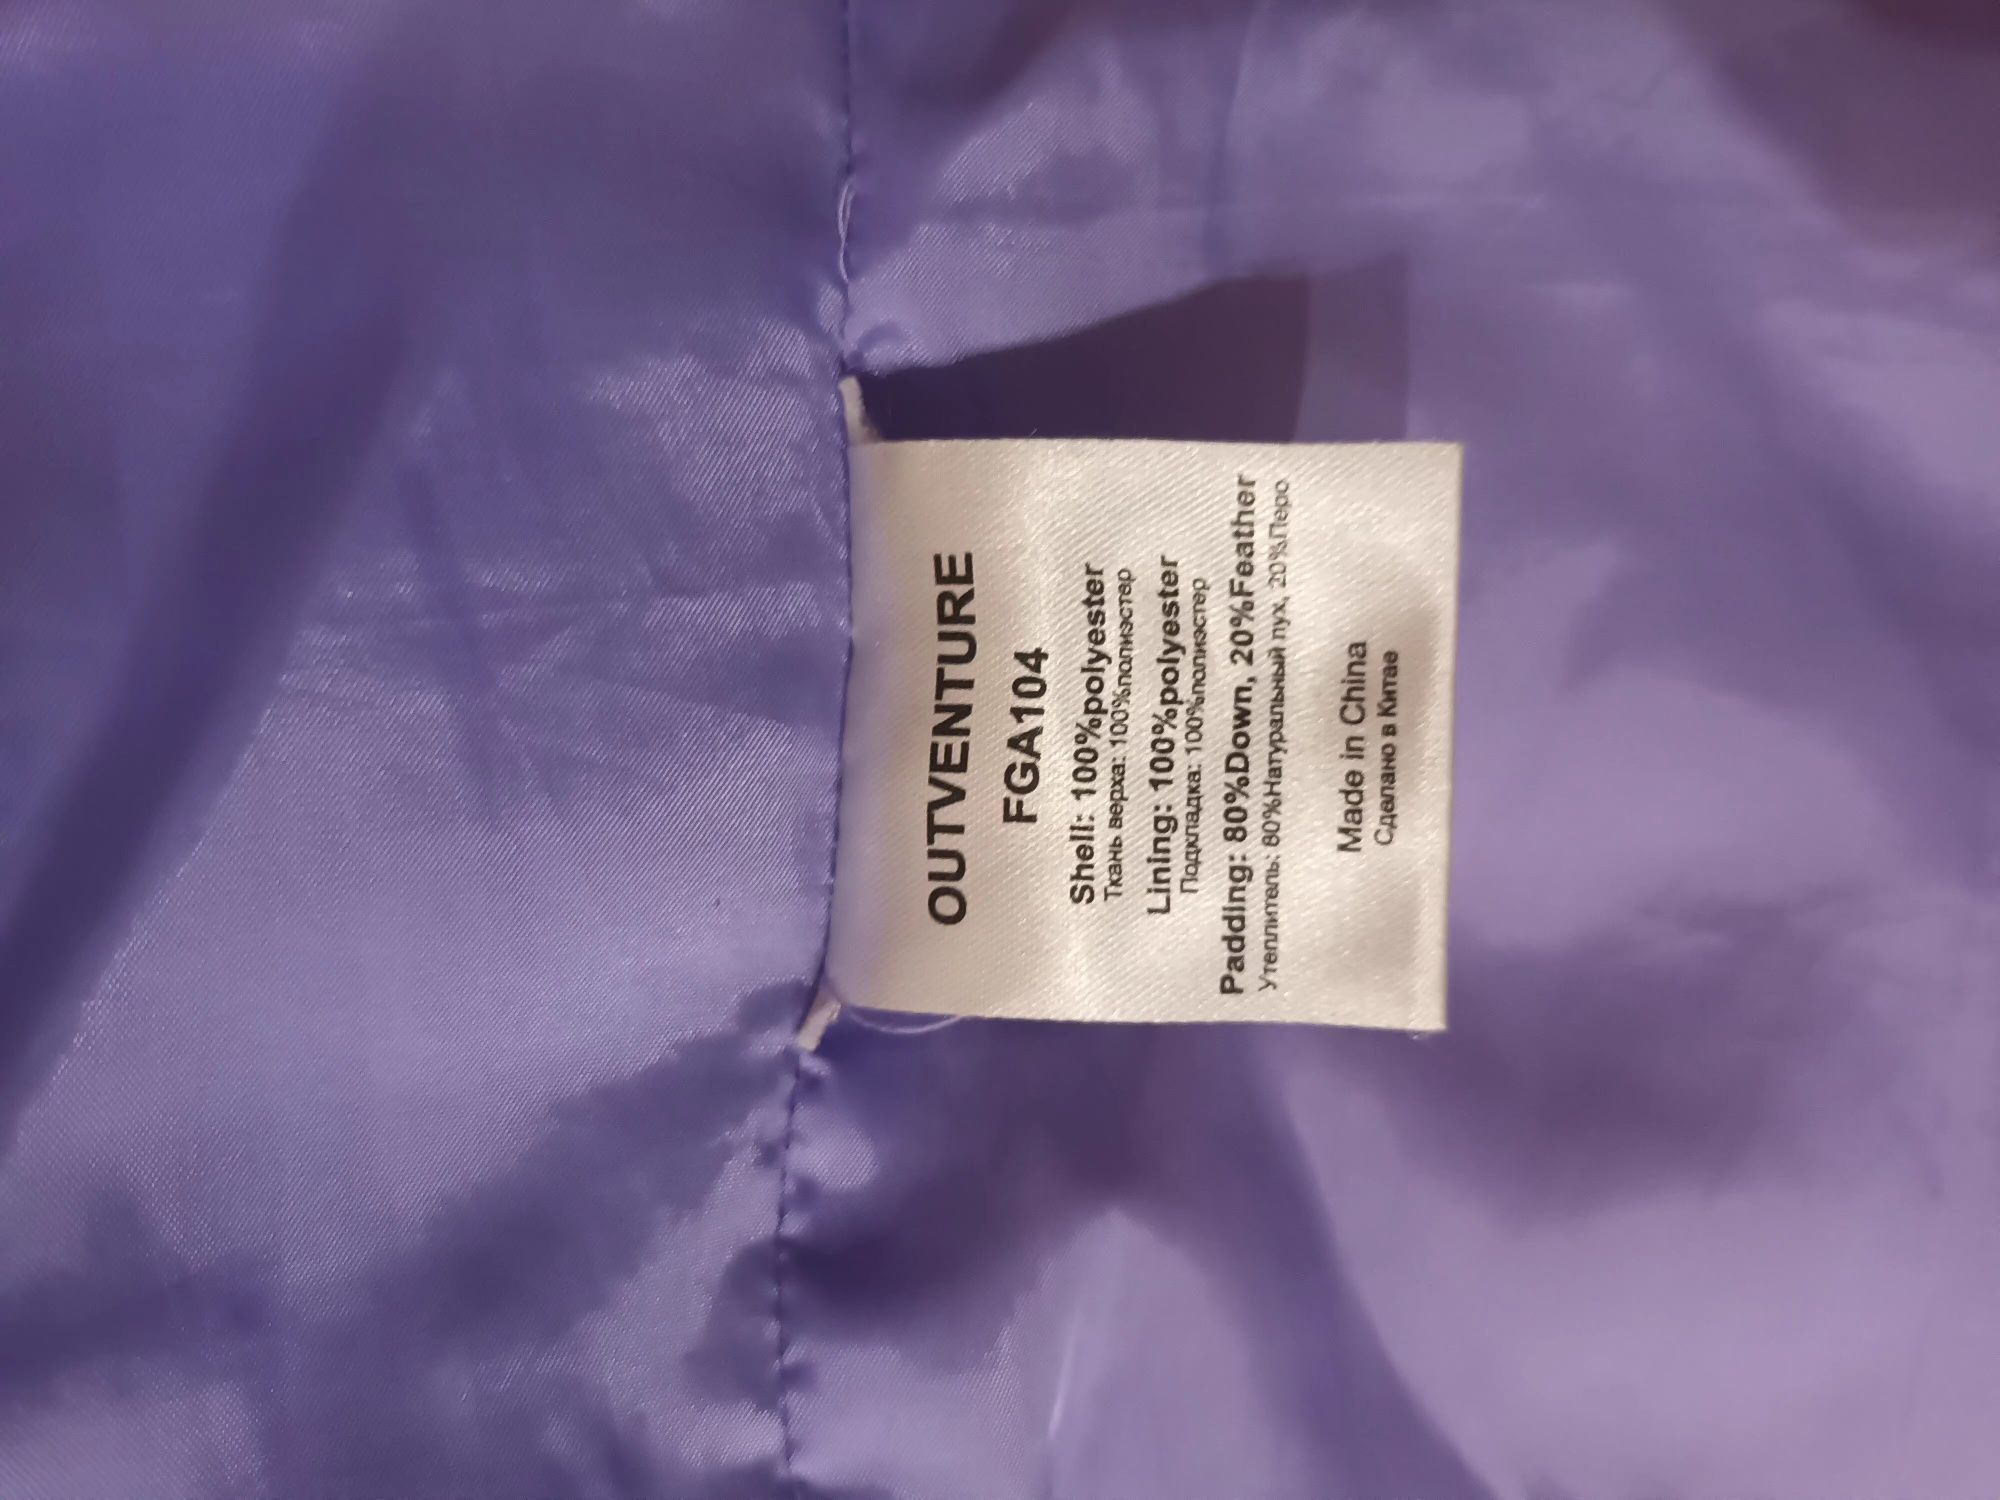 OUTVENTURE
FGA104
Shell: 100%polyester
Ткань верха: 100%полиэстер
Lining: 100%polyester
Подкладка: 100%полиэстер
Padding: 80%Down, 20%Feather
Утеплитель: 80%Натуральный пух, 20%Перо
Made in China
Сделано в Китае